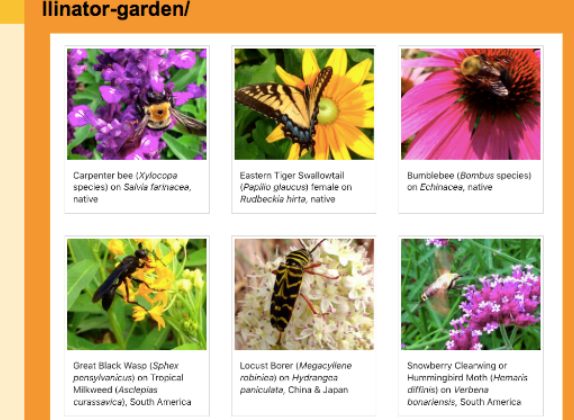 llinator-garden/
Carpenter bee (Xylocopa
species) on Salvia farinacea,
native
Eastern Tiger Swallowtail
(Papilio glaucus) female on
Rudbeckia hirta, native
Bumblebee (Bombus species)
on Echinacea, native
Great Black Wasp (Sphex
pensylvanicus) on Tropical
Milkweed (Asclepias
curassavica), South America
Locust Borer (Megacyllene
robiniea) on Hydrangea
paniculata, China & Japan
Snowberry Clearwing or
Hummingbird Moth (Hemaris
diffinis) on Verbena
bonariensis, South America